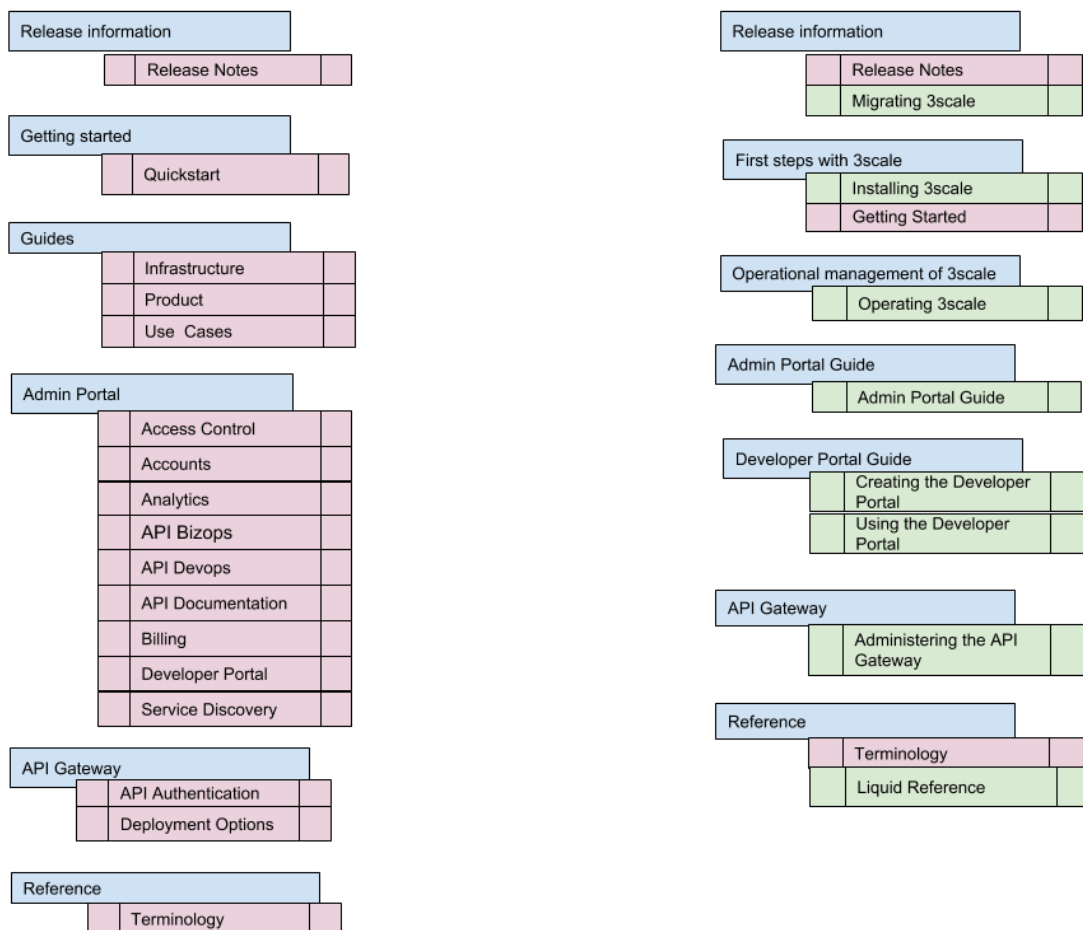 Release information
Release Notes
Getting started
Quickstart
Guides
Infrastructure
Product
Use Cases
Admin Portal
Access Control
Accounts
Analytics
API Bizops
API Devops
API Documentation
Billing
Developer Portal
Service Discovery
API Gateway
API Authentication
Deployment Options
Reference
Terminology
Release information
Release Notes
Migrating 3scale
First steps with 3scale
Installing 3scale
Getting Started
Operational management of 3scale
Operating 3scale
Admin Portal Guide
Admin Portal Guide
Developer Portal Guide
Creating the Developer
Portal
Using the Developer
Portal
API Gateway
Administering the API
Gateway
Reference
Terminology
Liquid Reference